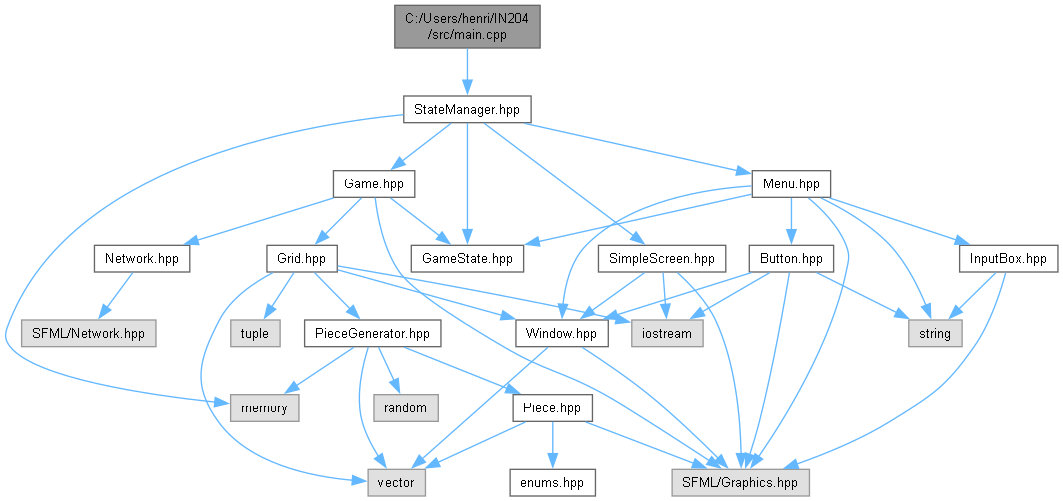 C:/Users/henri/IN204
/src/main.cpp
StateManager.hpp
Game.hpp
Menu.hpp
Network.hpp
Grid.hpp
GameState.hpp
SimpleScreen.hpp
Button.hpp
InputBox.hpp
SFML/Network.hpp
tuple
PieceGenerator.hpp
Window.hpp
iostream
string
memory
random
Piece.hpp
vector
enums.hpp
SFML/Graphics.hpp